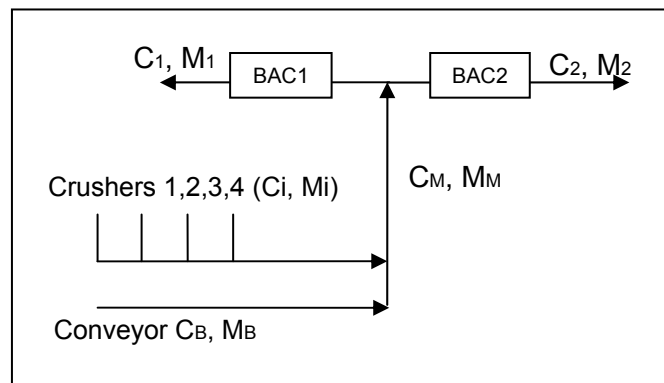 C1, M1 BAC1 BAC2 C2, M2
CM, MM
Crushers 1,2,3,4 (Ci, Mi)
Conveyor CB, MB